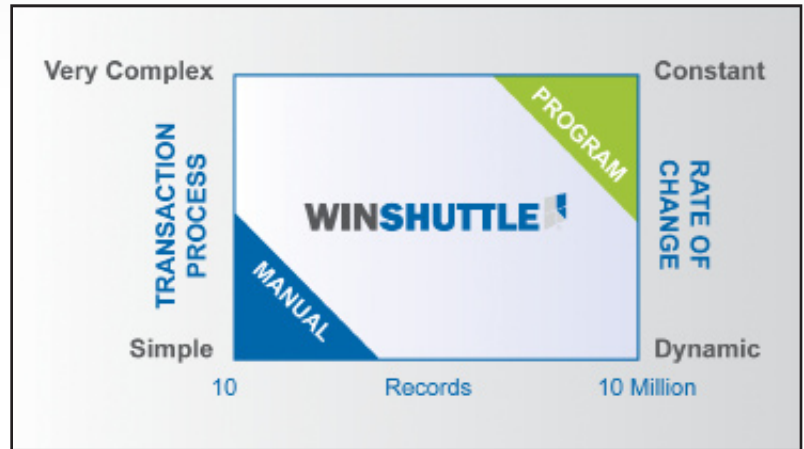 Very Complex
Constant
PROGRAM
TRANSACTION
PROCESS
WINSHUTTLE
RATE OF
CHANGE
MANUAL
Simple
Dynamic
10
Records
10 Million